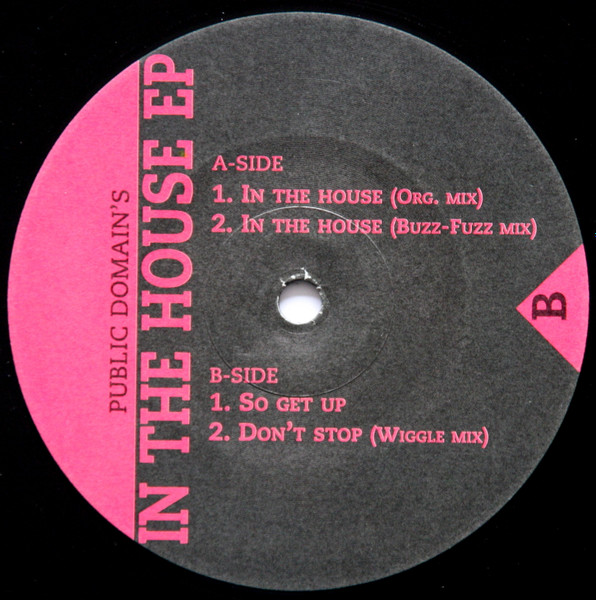 PUBLIC DOMAIN'S
IN THE HOUSE EP
A-SIDE
1. IN THE HOUSE (ORG. MIX)
2. IN THE HOUSE (BUZZ-FUZZ MIX)
B
B-SIDE
1. SO GET UP
2. DON'T STOP (WIGGLE MIX)